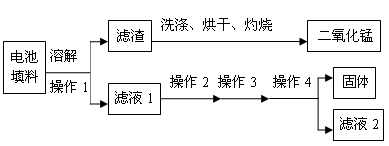 电池
填料
溶解
操作 1
滤渣
洗涤、烘干、灼烧
二氧化锰
滤液 1
操作 2
操作 3
操作 4
固体
滤液 2